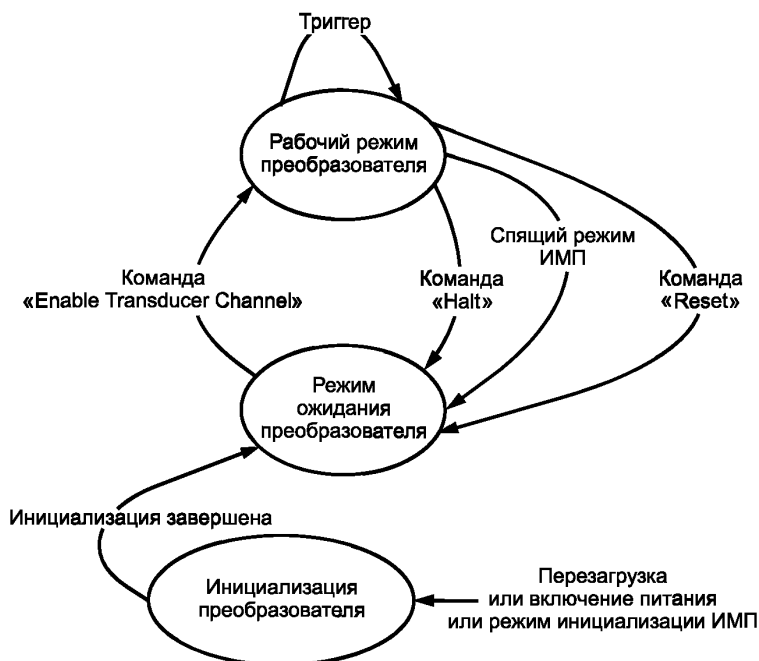 Триггер
Рабочий режим
преобразователя
Спящий режим
ИМП
Команда
«Enable Transducer Channel»
Команда
«Halt»
Команда
«Reset»
Режим
ожидания
преобразователя
Инициализация завершена
Инициализация
преобразователя
Перезагрузка
или включение питания
или режим инициализации ИМП